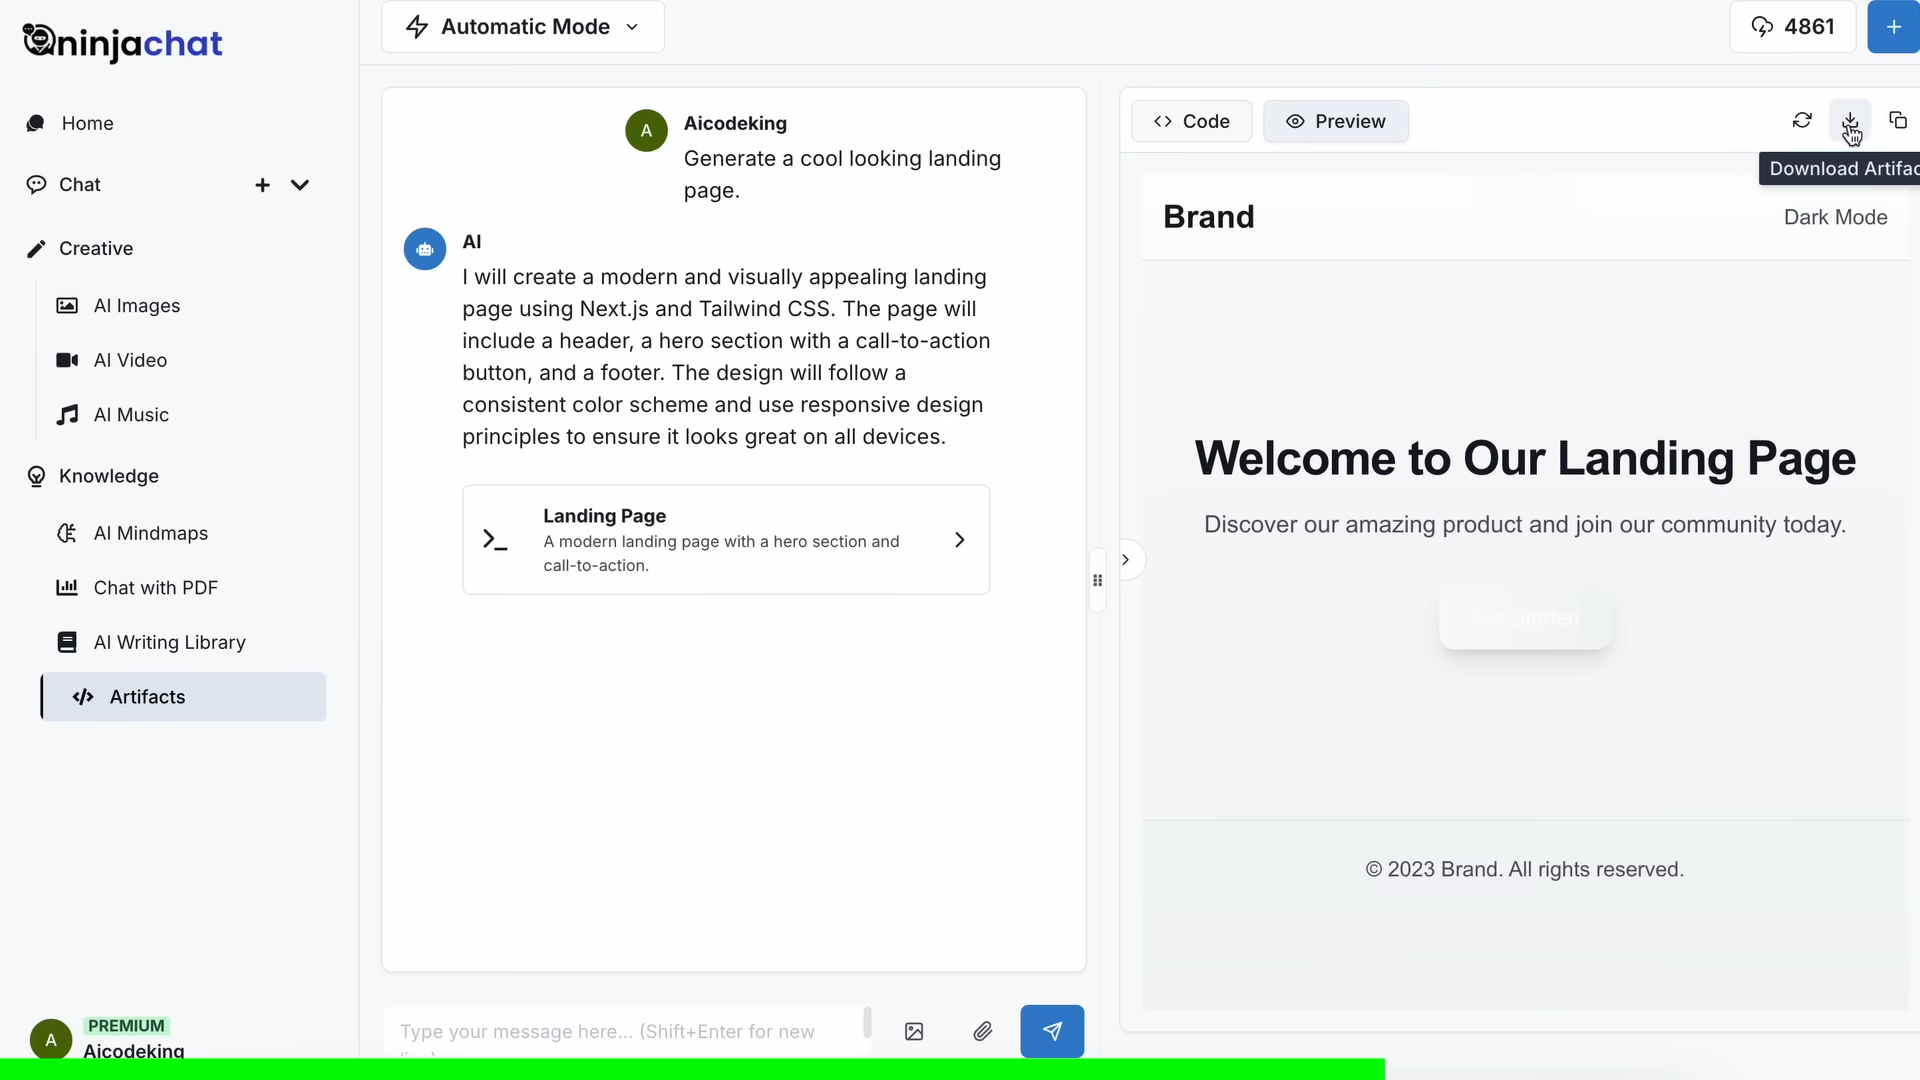 ninjachat
Home
Chat
Creative
AI Images
AI Video
AI Music
Knowledge
AI Mindmaps
Chat with PDF
AI Writing Library
Artifacts
PREMIUM
A
Aicodeking
Automatic Mode
4861
A
Aicodeking
Generate a cool looking landing
page.
AI
I will create a modern and visually appealing landing
page using Next.js and Tailwind CSS. The page will
include a header, a hero section with a call-to-action
button, and a footer. The design will follow a
consistent color scheme and use responsive design
principles to ensure it looks great on all devices.
Landing Page
A modern landing page with a hero section and
call-to-action.
Type your message here... (Shift+Enter for new
Code
Preview
Download Artifac
Brand
Dark Mode
Welcome to Our Landing Page
Discover our amazing product and join our community today.
Get Started
© 2023 Brand. All rights reserved.